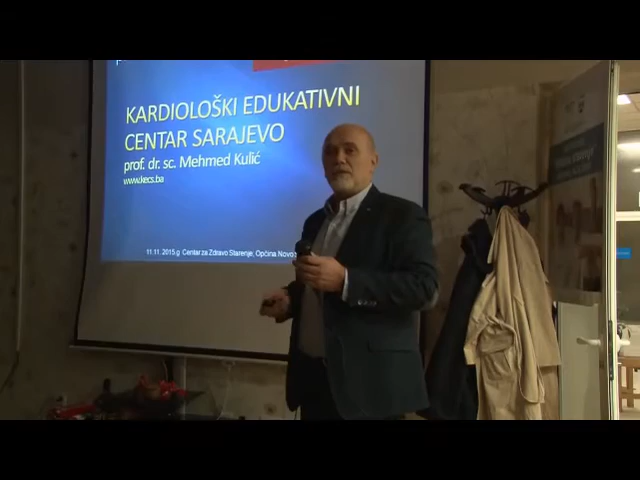 KARDIOLOŠKI EDUKATIVNI
CENTAR SARAJEVO
prof. dr. sc. Mehmed Kulić
www.kecs.ba
11.11. 2015.g Centar za Zdravo Starenje, Općina Novo